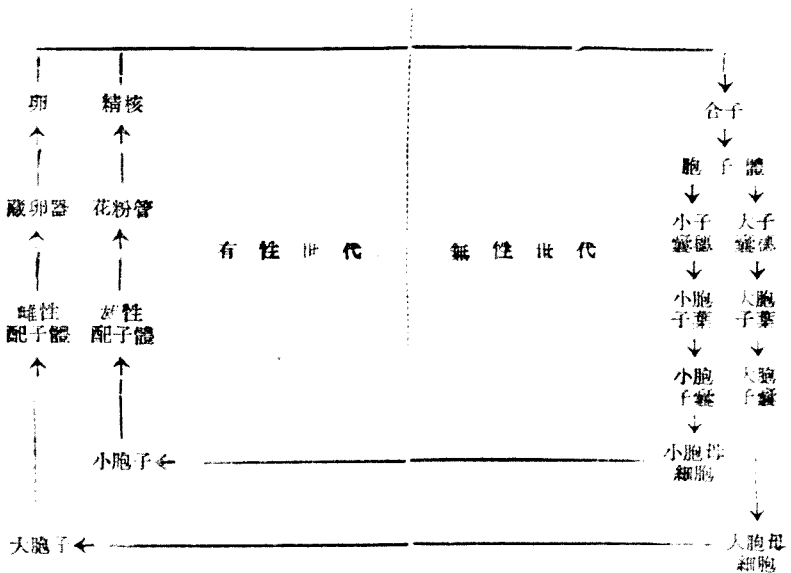 卵
精核
合子
胞子體
藏卵器
花粉管
小子
囊穗
大子
囊穗
有性世代
無性世代
雌性
配子體
雄性
配子體
小胞
子葉
大胞
子葉
小胞
子囊
大胞
子囊
小胞子
小胞母
細胞
大胞子
大胞母
細胞